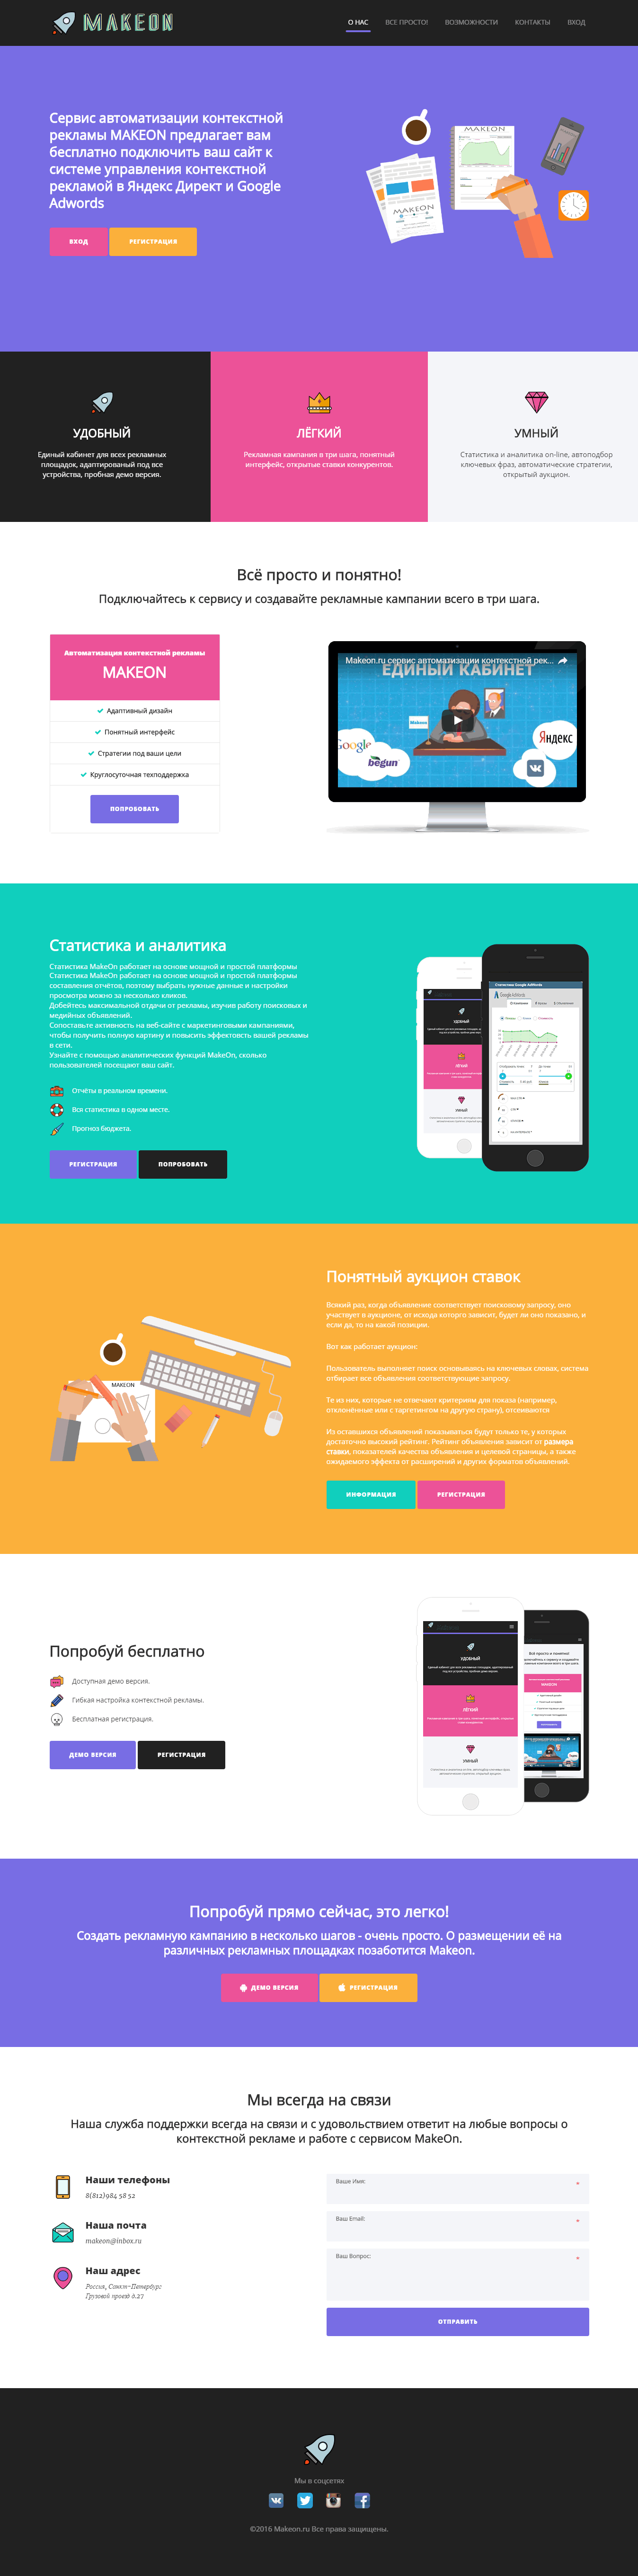 MAKEON
О НАС
ВСЕ ПРОСТО!
ВОЗМОЖНОСТИ
КОНТАКТЫ
ВХОД
Сервис автоматизации контекстной
рекламы MAKEON предлагает вам
бесплатно подключить ваш сайт к
системе управления контекстной
рекламой в Яндекс Директ и Google
Adwords
ВХОД
РЕГИСТРАЦИЯ
MAKEON
MAKEON
УДОБНЫЙ
Единый кабинет для всех рекламных
площадок, адаптированый под все
устройства, пробная демо версия.
ЛЁГКИЙ
Рекламная кампания в три шага, понятный
интерфейс, открытые ставки конкурентов.
УМНЫЙ
Статистика и аналитика on-line, автоподбор
ключевых фраз, автоматические стратегии,
открытый аукцион.
Всё просто и понятно!
Подключайтесь к сервису и создавайте рекламные кампании всего в три шага.
Автоматизация контекстной рекламы
MAKEON
Адаптивный дизайн
Понятный интерфейс
Стратегии под ваши цели
Круглосуточная техподдержка
ПОПРОБОВАТЬ
Makeon.ru сервис автоматизации контекстной рек...
ЕДИНЫЙ КАБИНЕТ
Makeon
Google
Яндекс
begun
Статистика и аналитика
Статистика MakeOn работает на основе мощной и простой платформы
Статистика MakeOn работает на основе мощной и простой платформы
составления отчётов, поэтому выбрать нужные данные и настройки
просмотра можно за несколько кликов.
Добейтесь максимальной отдачи от рекламы, изучив работу поисковых и
медийных объявлений.
Сопоставьте активность на веб-сайте с маркетинговыми кампаниями,
чтобы получить полную картину и повысить эффектовсть вашей рекламы
в сети.
Узнайте с помощью аналитических функций MakeOn, сколько
пользователей посещают ваш сайт.
Отчёты в реальном времени.
Вся статистика в одном месте.
Прогноз бюджета.
РЕГИСТРАЦИЯ
ПОПРОБОВАТЬ
УДОБНЫЙ
ЛЁГКИЙ
УМНЫЙ
Статистика Google AdWords
Google AdWords
MAKEON
Понятный аукцион ставок
Всякий раз, когда объявление соответствует поисковому запросу, оно
участвует в аукционе, от исхода которго зависит, будет ли оно показано, и
если да, то на какой позиции.
Вот как работает аукцион:
Пользователь выполняет поиск основываясь на ключевых словах, система
отбирает все объявления соответствующие запросу.
Те из них, которые не отвечают критериям для показа (например,
отклонённые или с таргетингом на другую страну), отсеиваются
Из оставшихся объявлений показываться будут только те, у которых
достаточно высокий рейтинг. Рейтинг объявления зависит от размера
ставки, показателей качества объявления и целевой страницы, а также
ожидаемого эффекта от расширений и других форматов объявлений.
ИНФОРМАЦИЯ
РЕГИСТРАЦИЯ
Попробуй бесплатно
Доступная демо версия.
Гибкая настройка контекстной рекламы.
Бесплатная регистрация.
ДЕМО ВЕРСИЯ
РЕГИСТРАЦИЯ
УДОБНЫЙ
ЛЁГКИЙ
УМНЫЙ
MAKEON
Попробуй прямо сейчас, это легко!
Создать рекламную кампанию в несколько шагов - очень просто. О размещении её на
различных рекламных площадках позаботится Makeon.
ДЕМО ВЕРСИЯ
РЕГИСТРАЦИЯ
Мы всегда на связи
Наша служба поддержки всегда на связи и с удовольствием ответит на любые вопросы о
контекстной рекламе и работе с сервисом MakeOn.
Наши телефоны
8(812)984 58 52
Наша почта
makeon@inbox.ru
Наш адрес
Россия, Санкт-Петербург
Грузовой проезд д.27
Ваше Имя:
*
Ваш Email:
*
Ваш Вопрос:
*
ОТПРАВИТЬ
Мы в соцсетях
©2016 Makeon.ru Все права защищены.